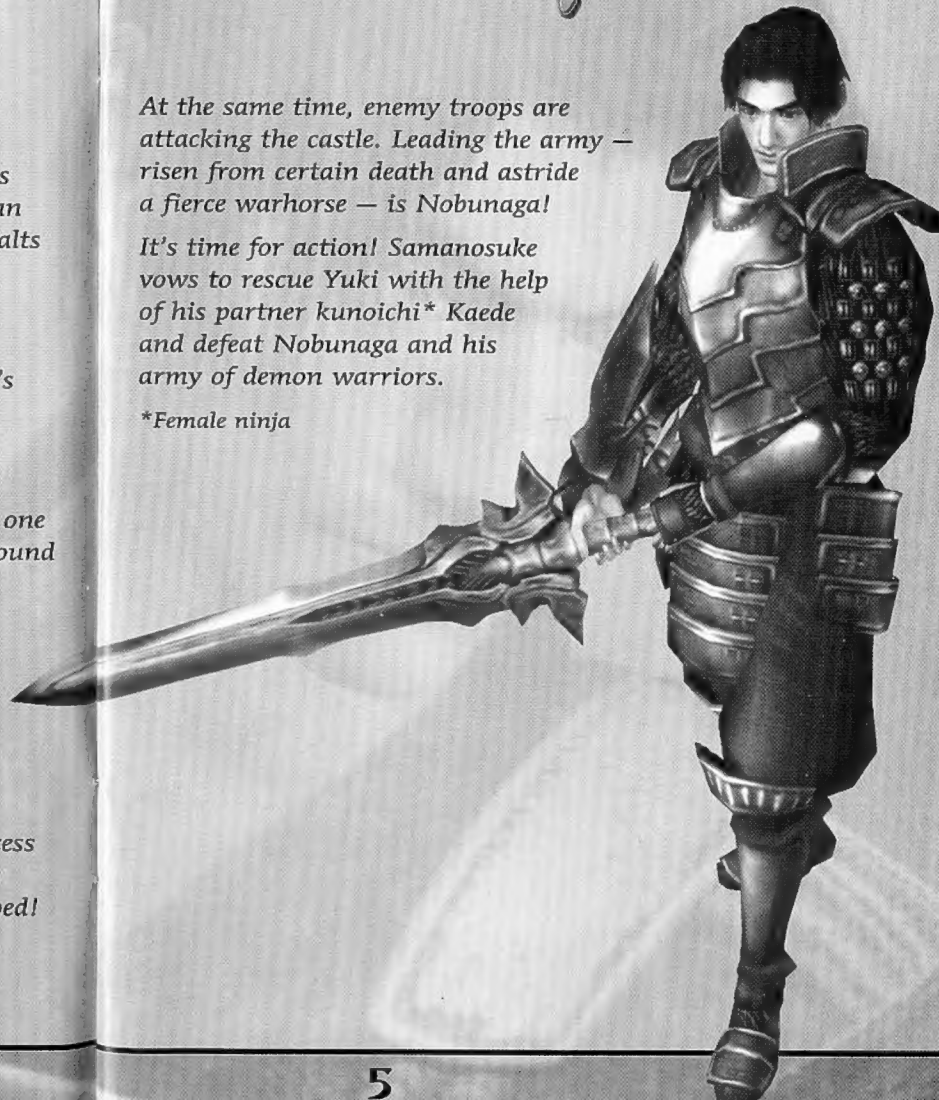 At the same time, enemy troops are
attacking the castle. Leading the army —
risen from certain death and astride
a fierce warhorse — is Nobunaga!
It's time for action! Samanosuke
vows to rescue Yuki with the help
of his partner kunoichi* Kaede
and defeat Nobunaga and his
army of demon warriors.
*Female ninja
one
5